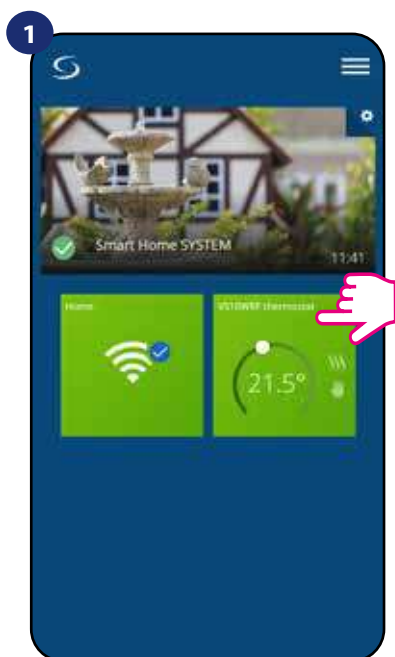 1
Smart Home SYSTEM
11:41
Home
VS10WRF thermostat
21.5°